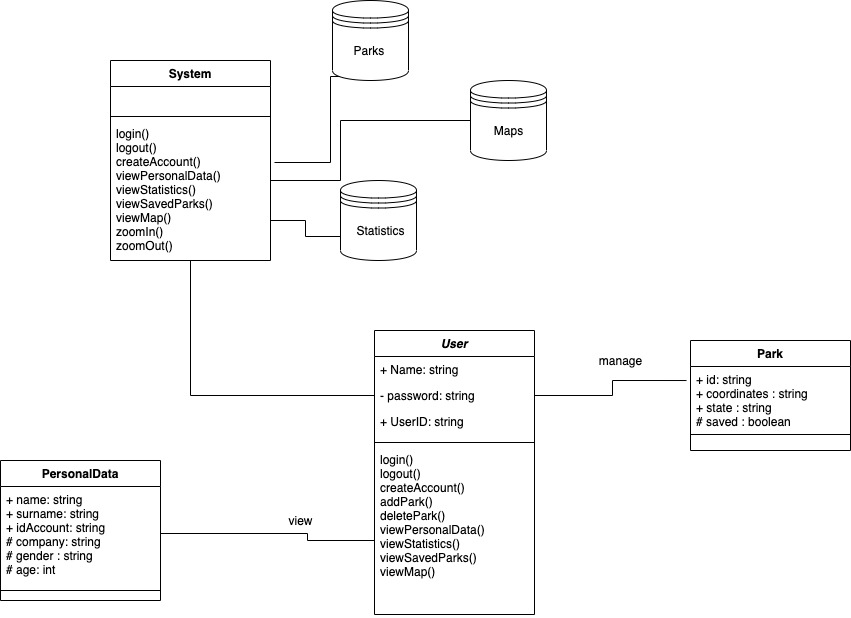 Parks
System
Maps
login()
logout()
createAccount()
viewPersonalData()
viewStatistics()
viewSavedParks()
viewMap()
zoomIn()
zoomOut()
Statistics
User
+ Name: string
- password: string
+ UserID: string
login()
logout()
createAccount()
addPark()
deletePark()
viewPersonalData()
viewStatistics()
viewSavedParks()
viewMap()
manage
Park
+ id: string
+ coordinates : string
+ state : string
# saved : boolean
PersonalData
+ name: string
+ surname: string
+ idAccount: string
# company: string
# gender : string
# age: int
view